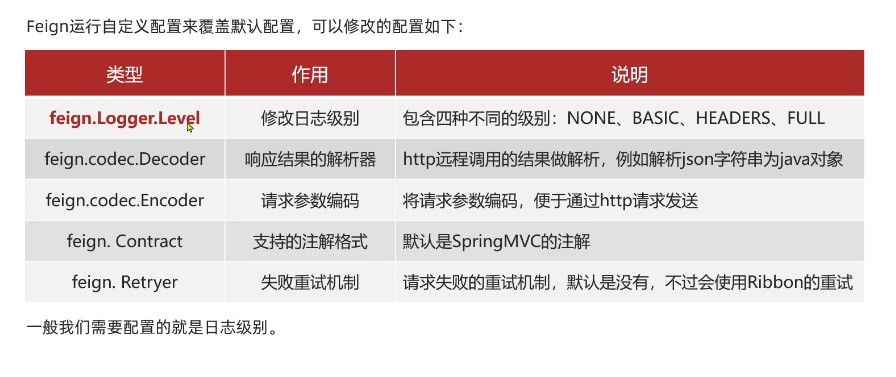 Feign运行自定义配置来覆盖默认配置，可以修改的配置如下：
类型 作用 说明
feign.Logger.Level 修改日志级别 包含四种不同的级别：NONE、BASIC、HEADERS、FULL
feign.codec.Decoder 响应结果的解析器 http远程调用的结果做解析，例如解析json字符串为java对象
feign.codec.Encoder 请求参数编码 将请求参数编码，便于通过http请求发送
feign. Contract 支持的注解格式 默认是SpringMVC的注解
feign. Retryer 失败重试机制 请求失败的重试机制，默认是没有，不过会使用Ribbon的重试
一般我们需要配置的就是日志级别。